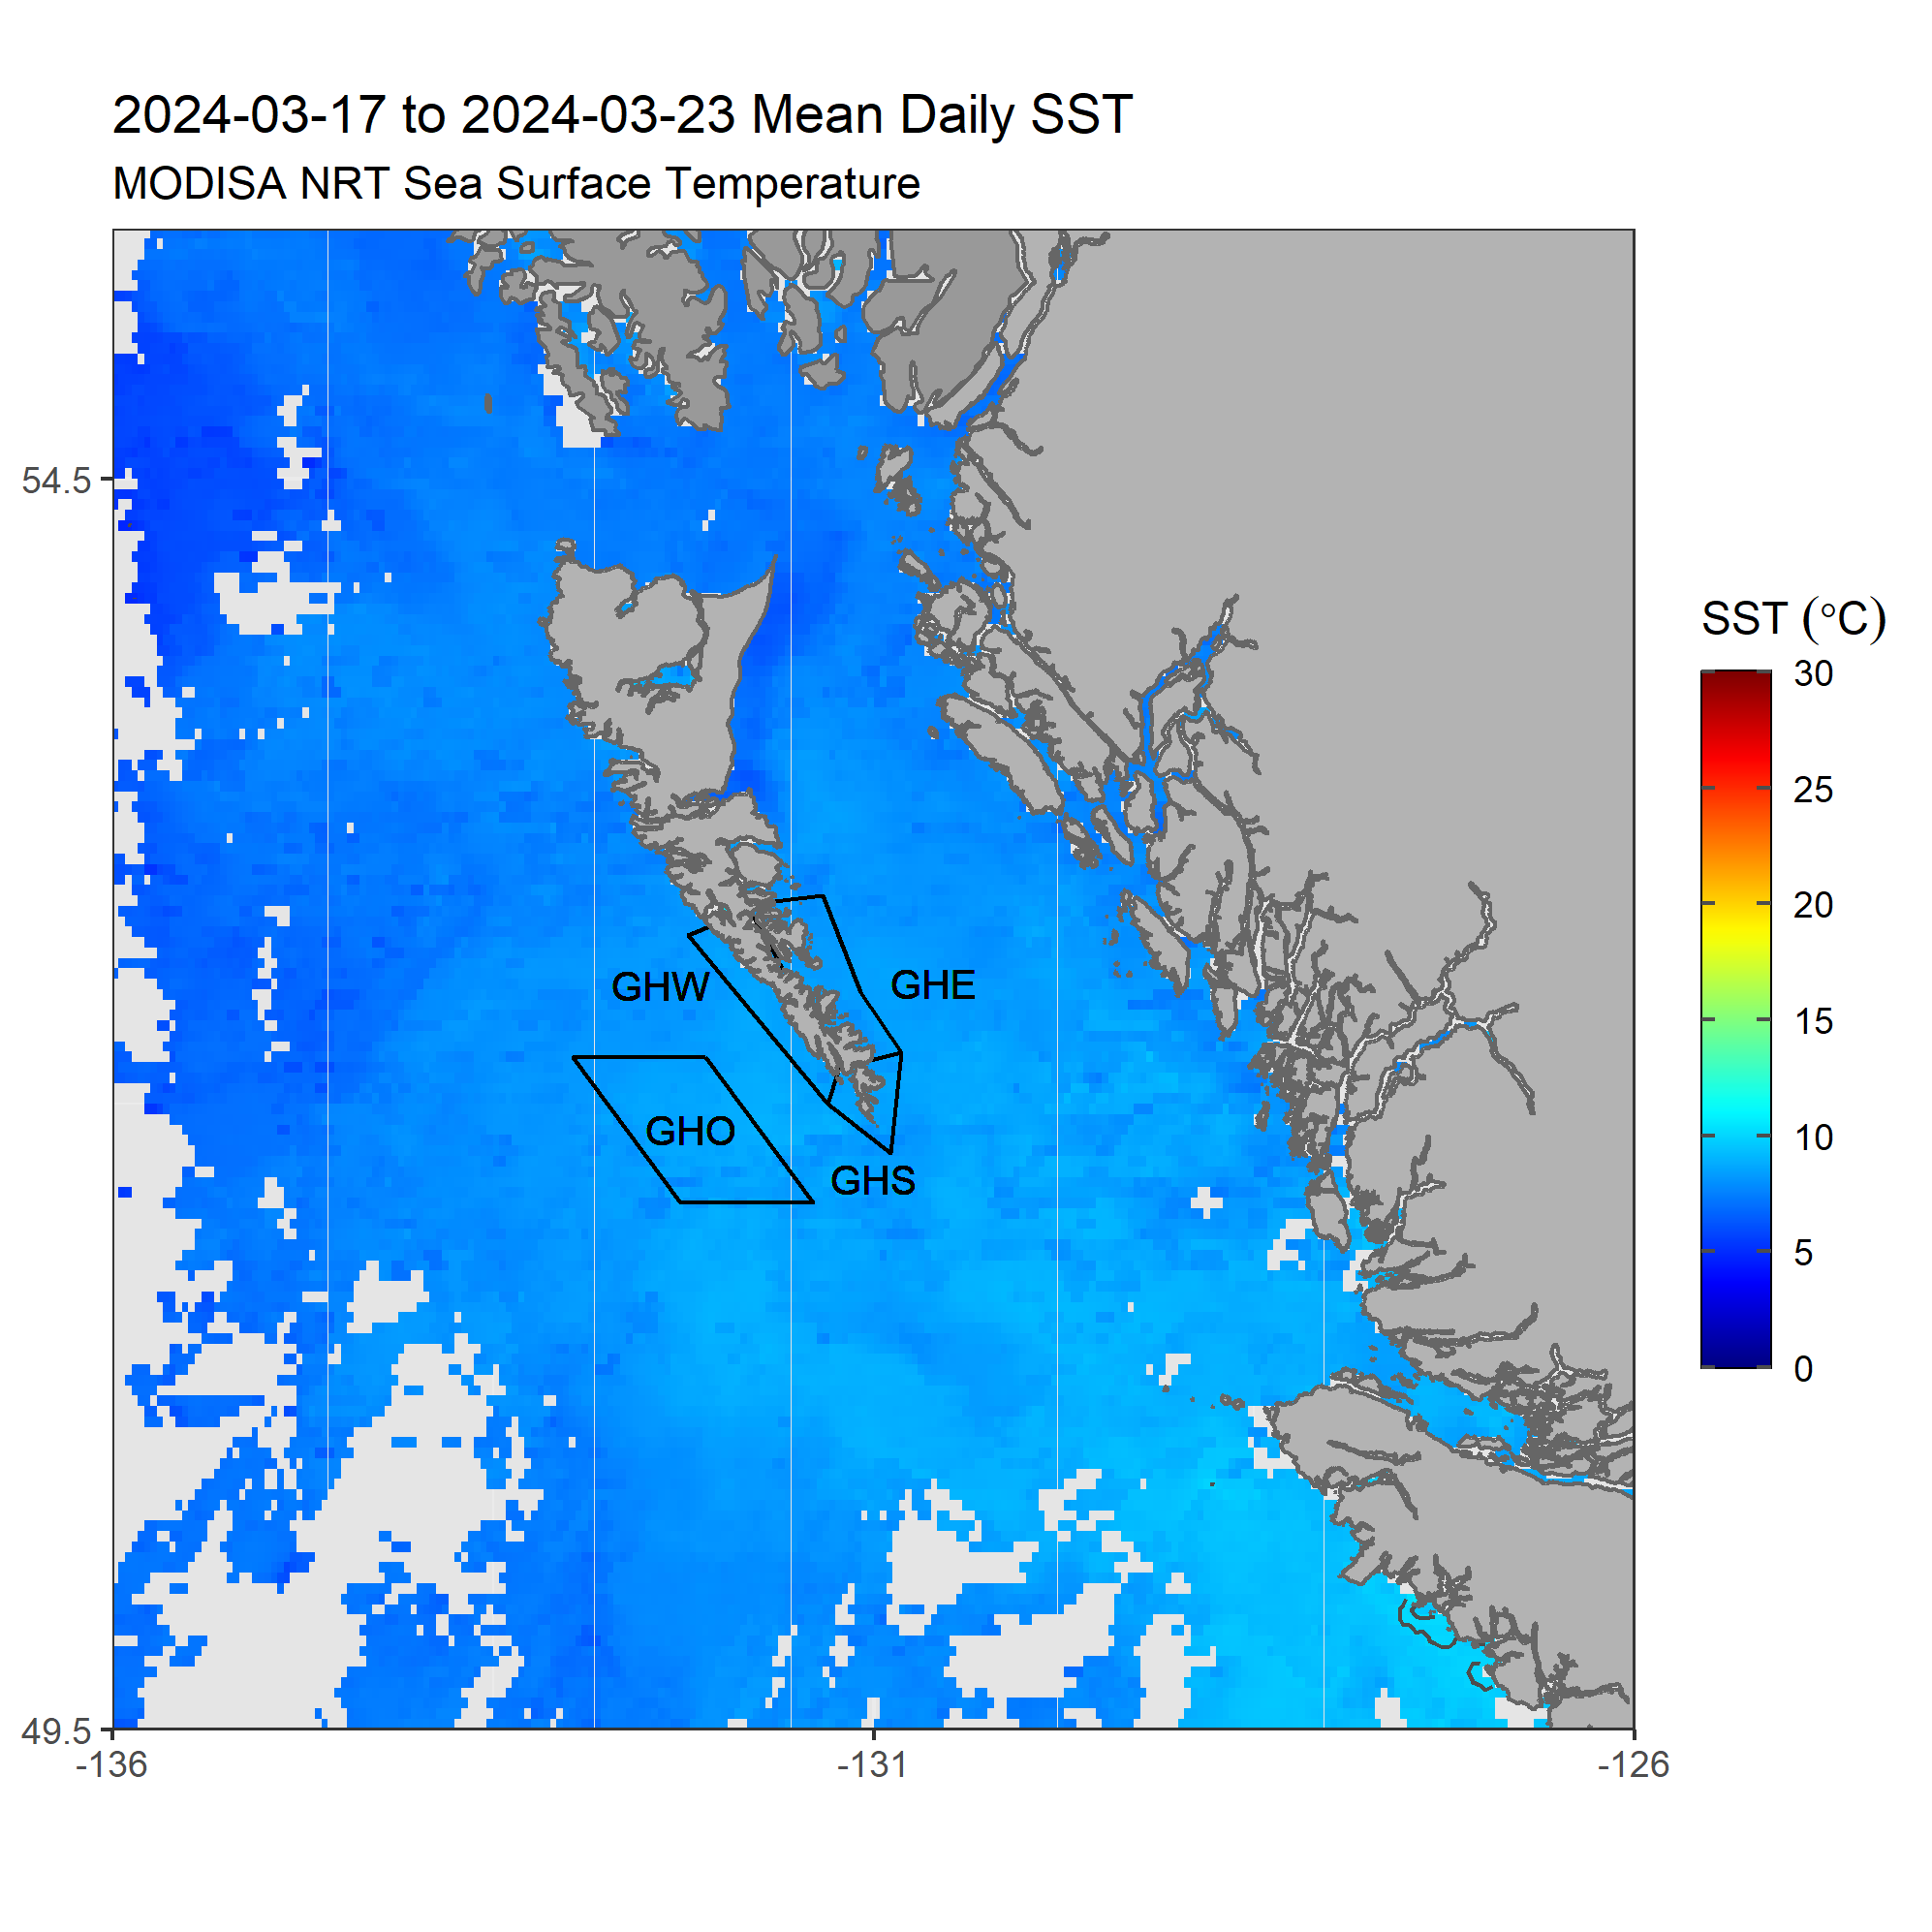 2024-03-17 to 2024-03-23 Mean Daily SST
MODISA NRT Sea Surface Temperature
54.5
49.5
-136
-131
-126
GHW
GHE
GHO
GHS
SST (°C)
30
25
20
15
10
5
0